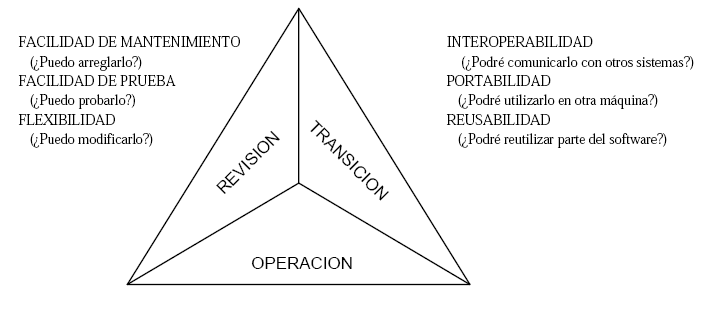 FACILIDAD DE MANTENIMIENTO
(¿Puedo arreglarlo?)
FACILIDAD DE PRUEBA
(¿Puedo probarlo?)
FLEXIBILIDAD
(¿Puedo modificarlo?)
INTEROPERABILIDAD
(¿Podré comunicarlo con otros sistemas?)
PORTABILIDAD
(¿Podré utilizarlo en otra máquina?)
REUSABILIDAD
(¿Podré reutilizar parte del software?)
REVISION
TRANSICION
OPERACION